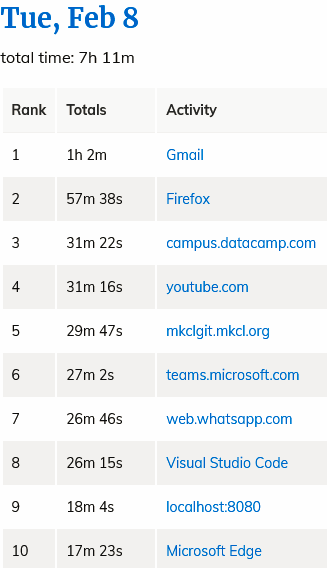 Tue, Feb 8
total time: 7h 11m
Rank Totals Activity
1 1h 2m Gmail
2 57m 38s Firefox
3 31m 22s campus.datacamp.com
4 31m 16s youtube.com
5 29m 47s mkclgit.mkcl.org
6 27m 2s teams.microsoft.com
7 26m 46s web.whatsapp.com
8 26m 15s Visual Studio Code
9 18m 4s localhost:8080
10 17m 23s Microsoft Edge